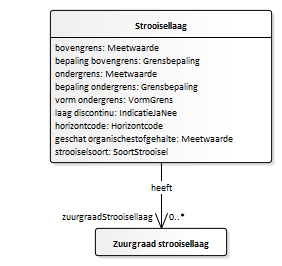 Strooisellaag
bovengrens: Meetwaarde
bepaling bovengrens: Grensbepaling
ondergrens: Meetwaarde
bepaling ondergrens: Grensbepaling
vorm ondergrens: VormGrens
laag discontinu: IndicatieJaNee
horizontcode: Horizontcode
geschat organischestofgehalte: Meetwaarde
strooiselsoort: SoortStrooisel
heeft
zuurgraadStrooisellaag 0..*
Zuurgraad strooisellaag